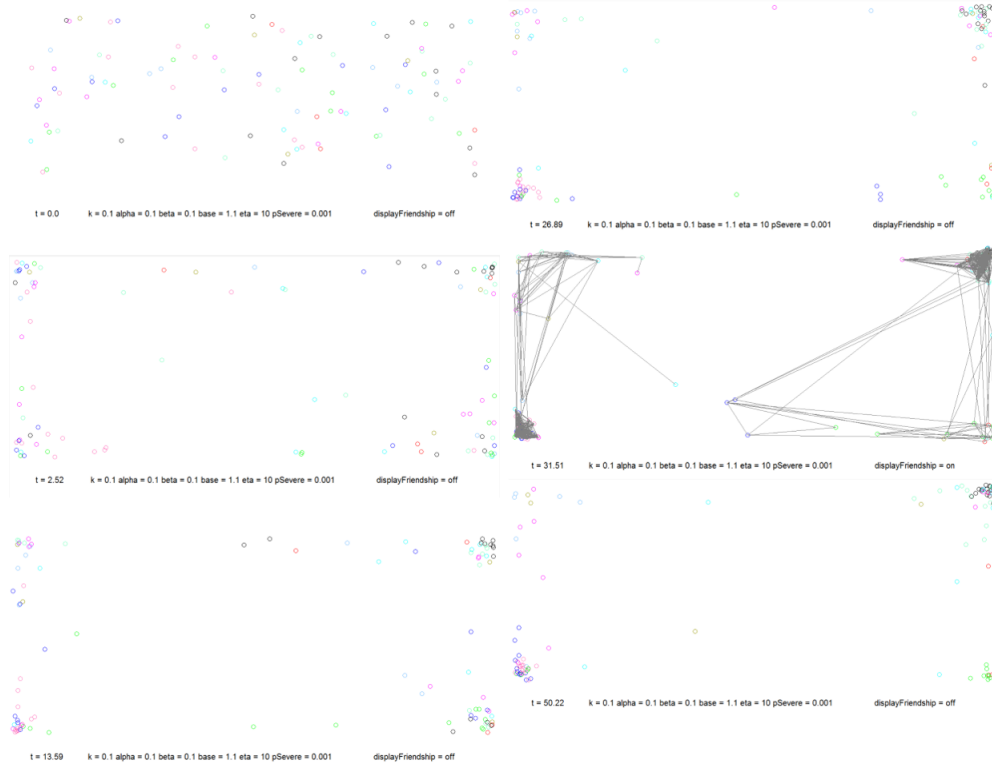 t = 0.0 k = 0.1 alpha = 0.1 beta = 0.1 base = 1.1 eta = 10 pSevere = 0.001 displayFriendship = off
t = 2.52 k = 0.1 alpha = 0.1 beta = 0.1 base = 1.1 eta = 10 pSevere = 0.001 displayFriendship = off
t = 13.59 k = 0.1 alpha = 0.1 beta = 0.1 base = 1.1 eta = 10 pSevere = 0.001 displayFriendship = off
t = 26.89 k = 0.1 alpha = 0.1 beta = 0.1 base = 1.1 eta = 10 pSevere = 0.001 displayFriendship = off
t = 31.51 k = 0.1 alpha = 0.1 beta = 0.1 base = 1.1 eta = 10 pSevere = 0.001 displayFriendship = on
t = 50.22 k = 0.1 alpha = 0.1 beta = 0.1 base = 1.1 eta = 10 pSevere = 0.001 displayFriendship = off